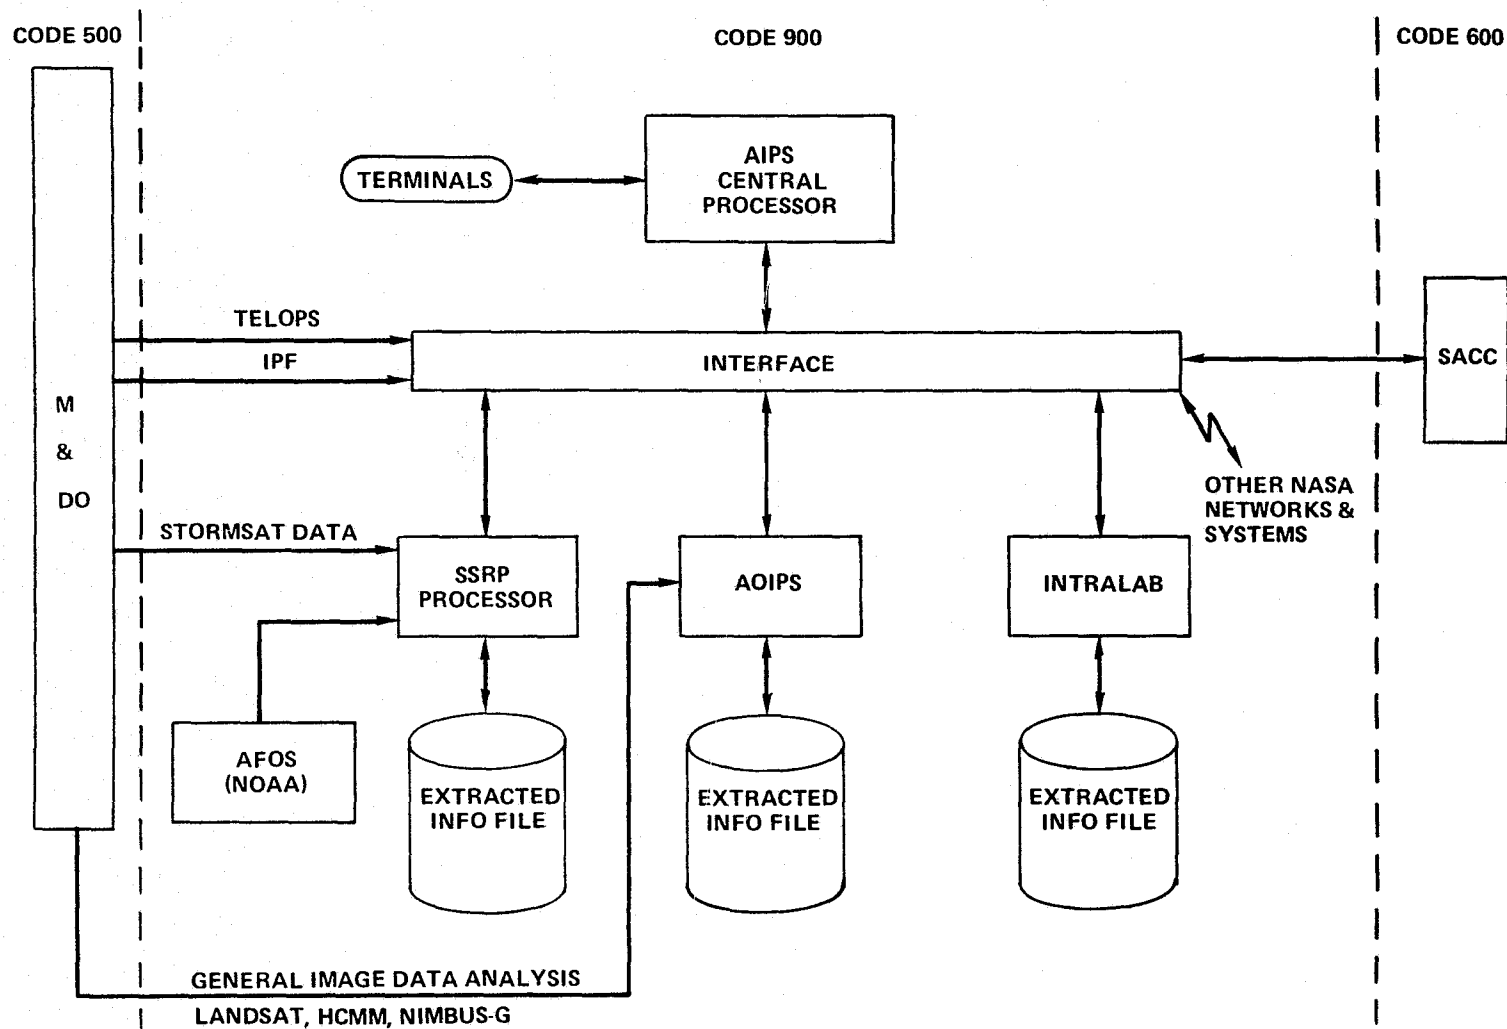 CODE 500
CODE 900
CODE 600
AIPS
CENTRAL
PROCESSOR
TERMINALS
TELOPS
IPF
INTERFACE
SACC
M
&
DO
OTHER NASA
NETWORKS &
SYSTEMS
STORMSAT DATA
SSRP
PROCESSOR
AOIPS
INTRALAB
AFOS
(NOAA)
EXTRACTED
INFO FILE
EXTRACTED
INFO FILE
EXTRACTED
INFO FILE
GENERAL IMAGE DATA ANALYSIS
LANDSAT, HCMM, NIMBUS-G